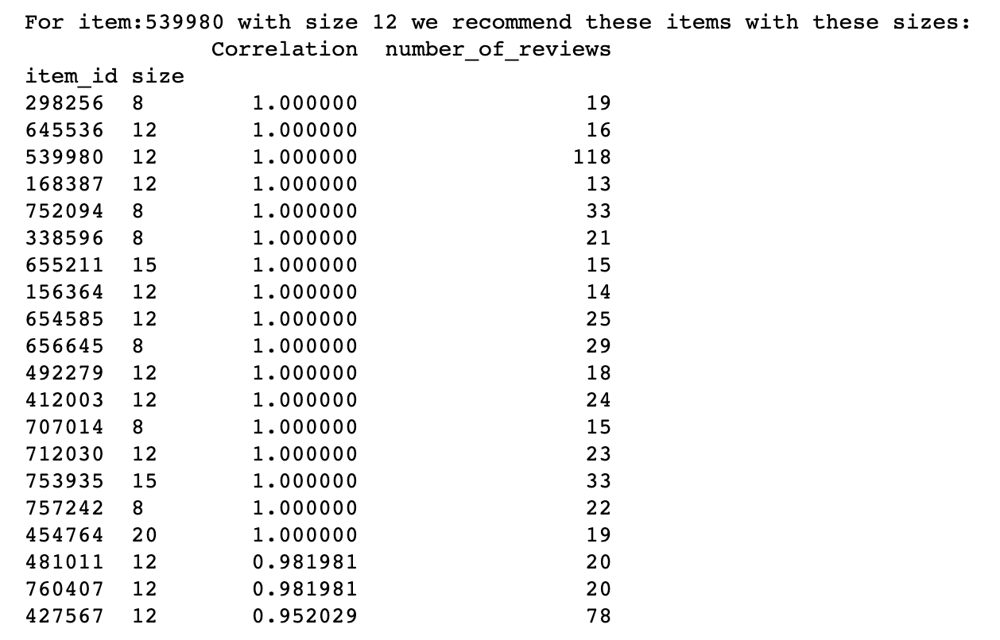 For item:539980 with size 12 we recommend these items with these sizes:
Correlation number_of_reviews
item_id size
298256 8 1.000000 19
645536 12 1.000000 16
539980 12 1.000000 118
168387 12 1.000000 13
752094 8 1.000000 33
338596 8 1.000000 21
655211 15 1.000000 15
156364 12 1.000000 14
654585 12 1.000000 25
656645 8 1.000000 29
492279 12 1.000000 18
412003 12 1.000000 24
707014 8 1.000000 15
712030 12 1.000000 23
753935 15 1.000000 33
757242 8 1.000000 22
454764 20 1.000000 19
481011 12 0.981981 20
760407 12 0.981981 20
427567 12 0.952029 78